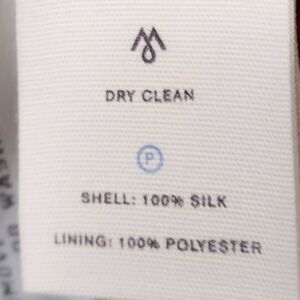 DRY CLEAN
P
SHELL: 100% SILK
LINING: 100% POLYESTER